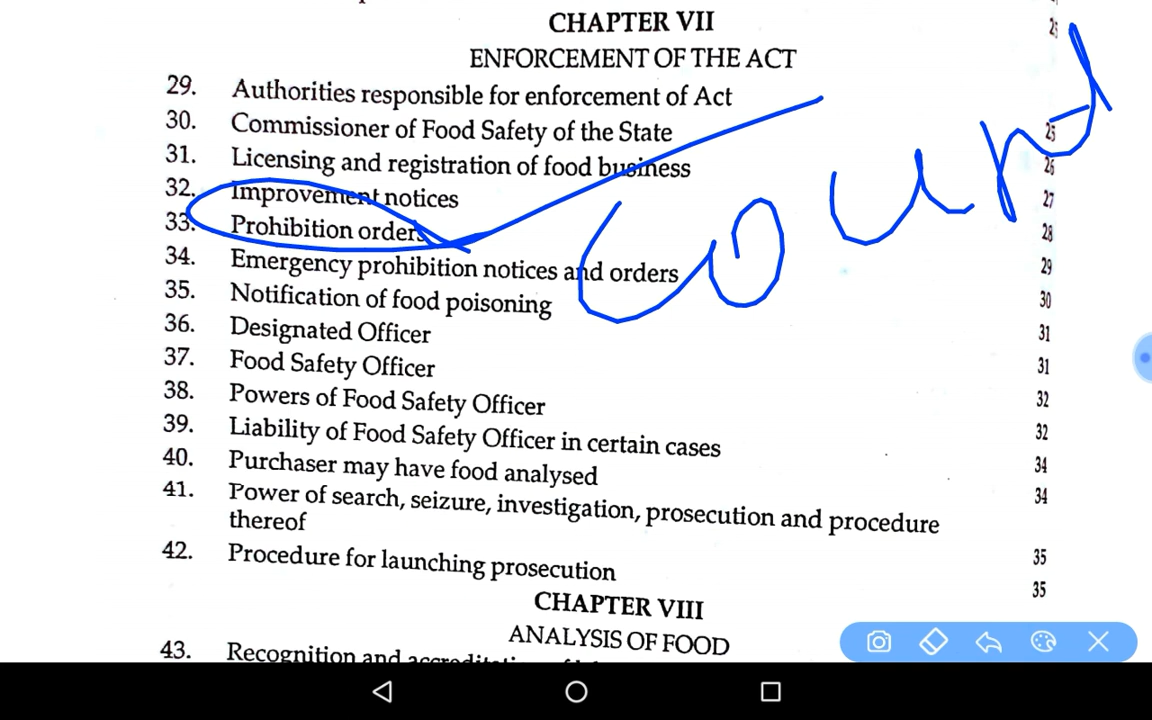 CHAPTER VII
ENFORCEMENT OF THE ACT
29. Authorities responsible for enforcement of Act 25
30. Commissioner of Food Safety of the State 26
31. Licensing and registration of food business 27
32. Improvement notices 28
33. Prohibition orders 29
34. Emergency prohibition notices and orders 30
35. Notification of food poisoning 31
36. Designated Officer 31
37. Food Safety Officer 32
38. Powers of Food Safety Officer 32
39. Liability of Food Safety Officer in certain cases 34
40. Purchaser may have food analysed 34
41. Power of search, seizure, investigation, prosecution and procedure
thereof 35
42. Procedure for launching prosecution 35
CHAPTER VIII
ANALYSIS OF FOOD
43. Recognition and